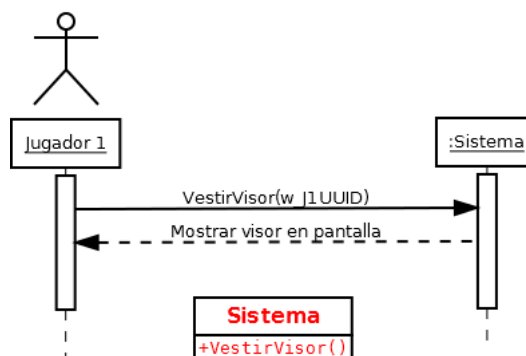 Jugador 1
:Sistema
VestirVisor(w_J1UUID)
Mostrar visor en pantalla
Sistema
+VestirVisor()